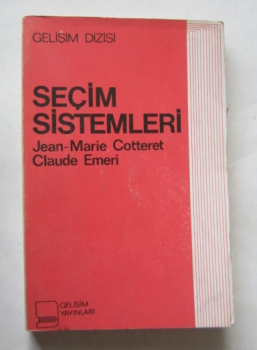 GELİŞİM DİZİSİ
SEÇİM
SİSTEMLERİ
Jean-Marie Cotteret
Claude Emeri
GELİŞİM
YAYINLARI